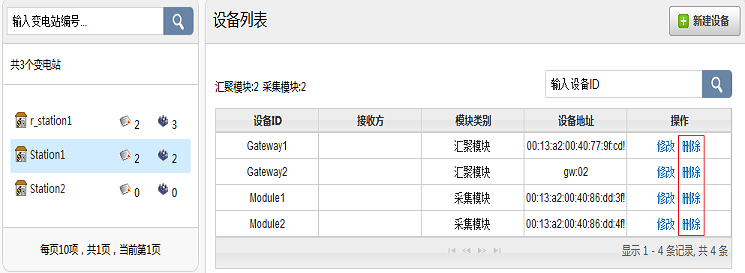 输入变电站编号...
共3个变电站
r_station1 2 3
Station1 2 2
Station2 0 0
每页10项，共1页，当前第1页
设备列表
新建设备
汇聚模块:2 采集模块:2
输入设备ID
设备ID 接收方 模块类别 设备地址 操作
Gateway1 汇聚模块 00:13:a2:00:40:77:9f:cd! 修改 删除
Gateway2 汇聚模块 gw:02 修改 删除
Module1 采集模块 00:13:a2:00:40:86:dd:3f! 修改 删除
Module2 采集模块 00:13:a2:00:40:86:dd:4f! 修改 删除
显示 1 - 4 条记录, 共 4 条